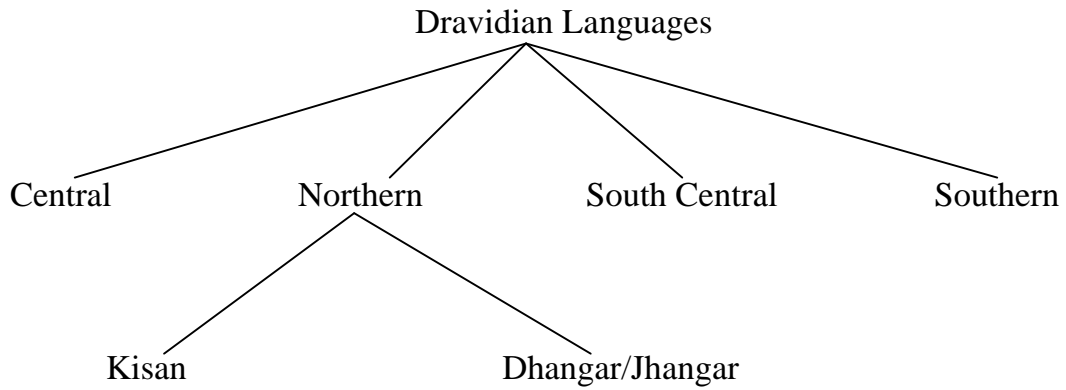 Dravidian Languages
Central Northern South Central Southern
Kisan Dhangar/Jhangar